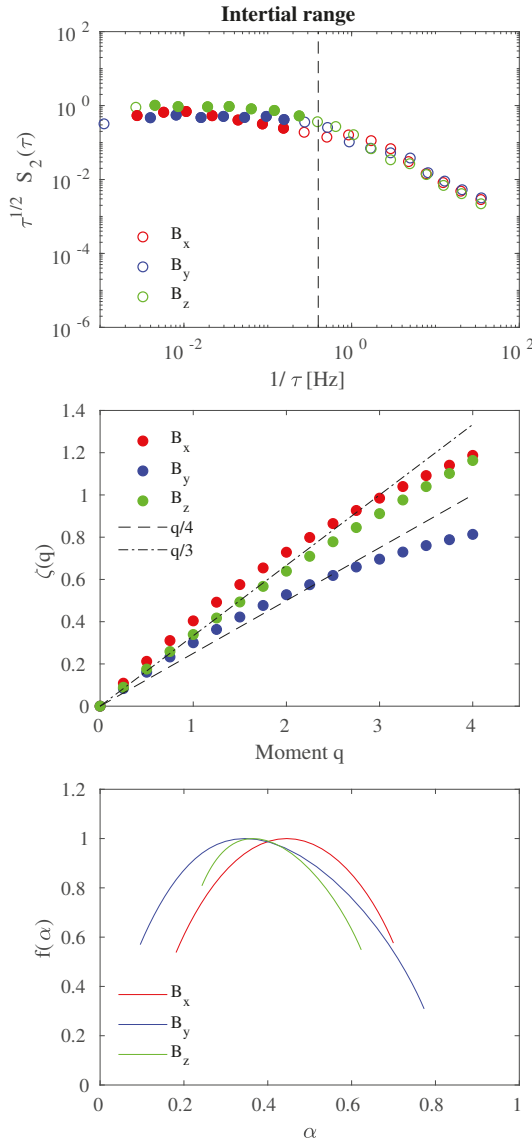 Intertial range
10^2
10^0
10^-2
10^-4
10^-6
τ^1/2 S_2(τ)
B_x
B_y
B_z
10^-2
10^0
10^2
1/ τ [Hz]
1.4
1.2
1
0.8
0.6
0.4
0.2
0
ζ(q)
B_x
B_y
B_z
q/4
q/3
0
1
2
3
4
Moment q
1.2
1
0.8
0.6
0.4
0.2
0
f(α)
B_x
B_y
B_z
0
0.2
0.4
0.6
0.8
1
α